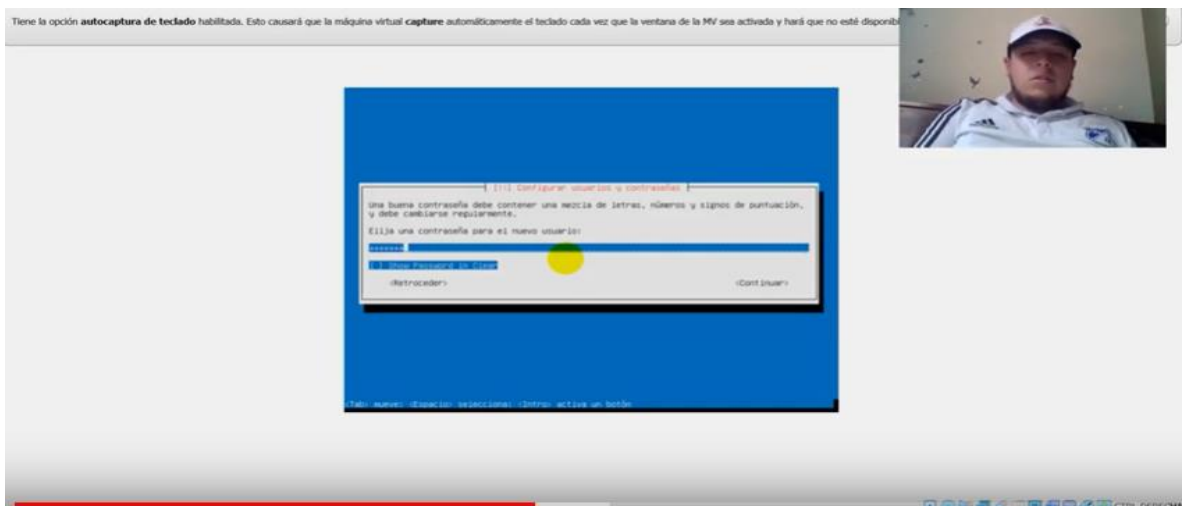 Tiene la opción autocaptura de teclado habilitada. Esto causará que la máquina virtual capture automáticamente el teclado cada vez que la ventana de la MV sea activada y hará que no esté disponibl
[!!] Configurar usuarios y contraseñas
Una buena contraseña debe contener una mezcla de letras, números y signos de puntuación,
y debe cambiarse regularmente.
Elija una contraseña para el nuevo usuario:
[ ] Show Password in Clear
<Retroceder> <Continuar>
<Tab> mueve; <Espacio> selecciona; <Intro> activa un botón
CTRL DERECHA